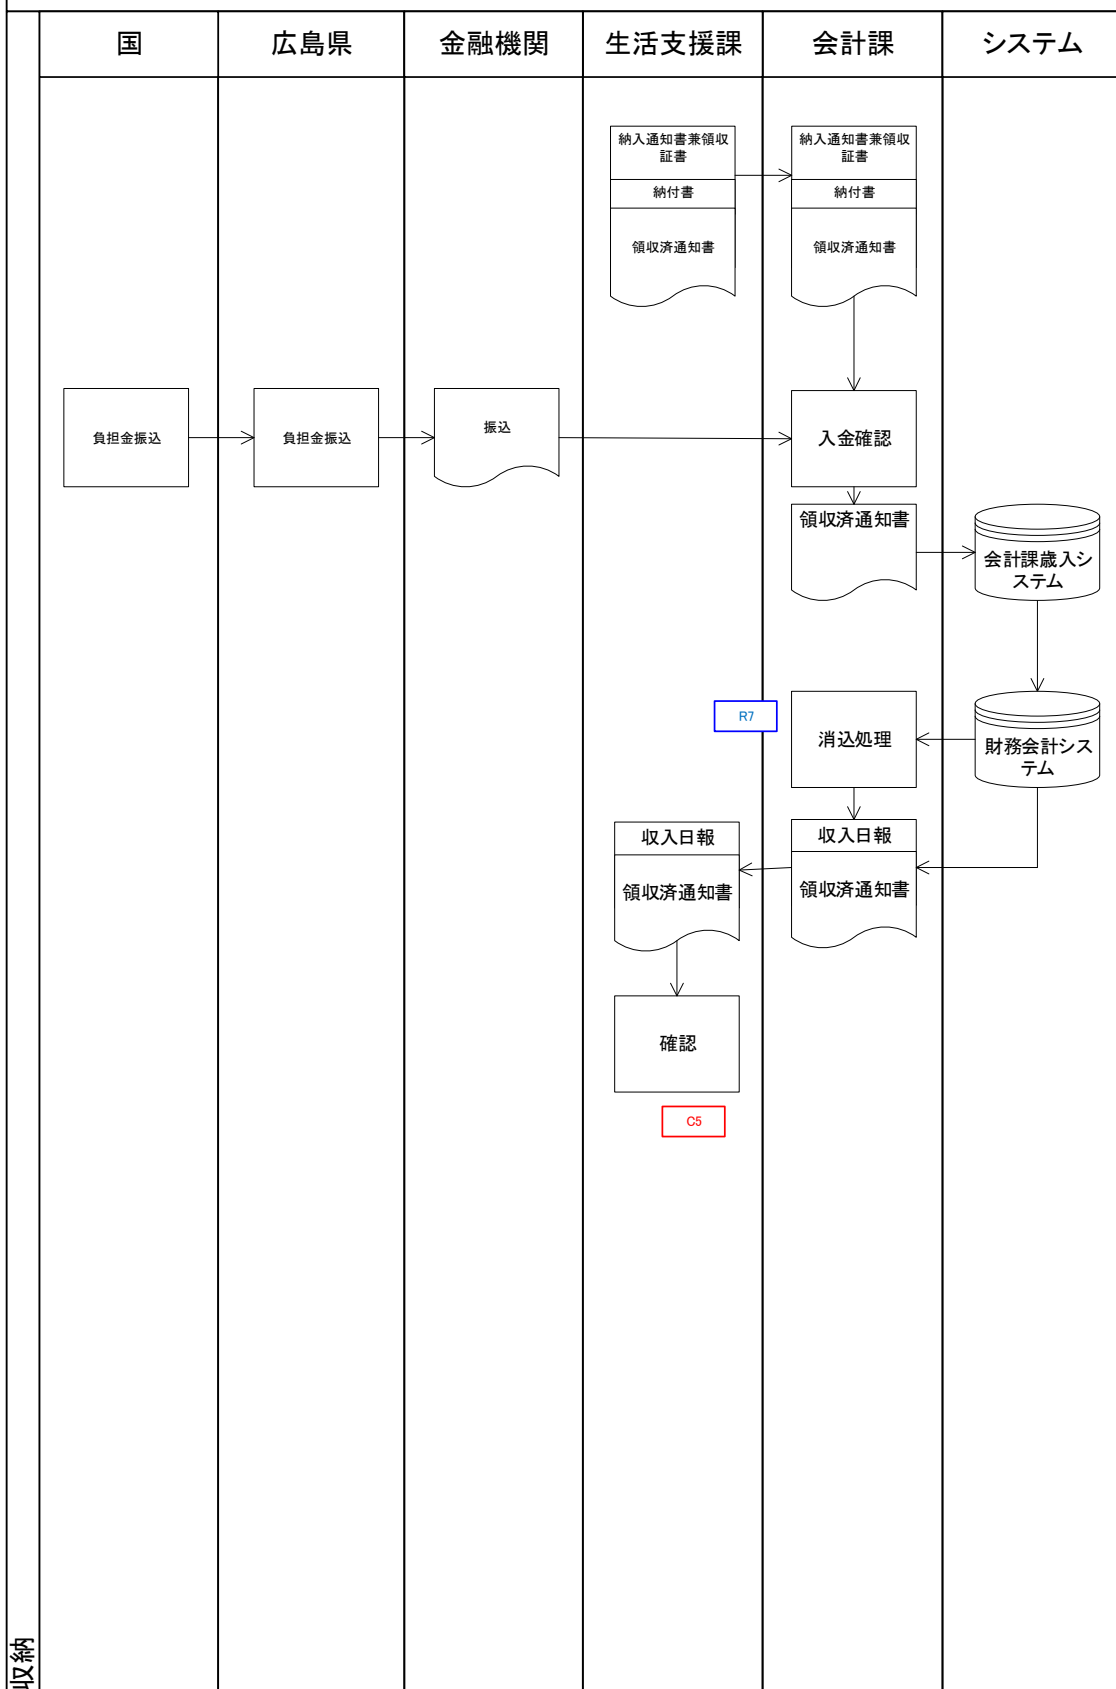 国
広島県
金融機関
生活支援課
会計課
システム
納入通知書兼領収
証書
納付書
領収済通知書
納入通知書兼領収
証書
納付書
領収済通知書
負担金振込
負担金振込
振込
入金確認
領収済通知書
会計課歳入シ
ステム
R7
消込処理
財務会計シス
テム
収入日報
領収済通知書
収入日報
領収済通知書
確認
C5
収納